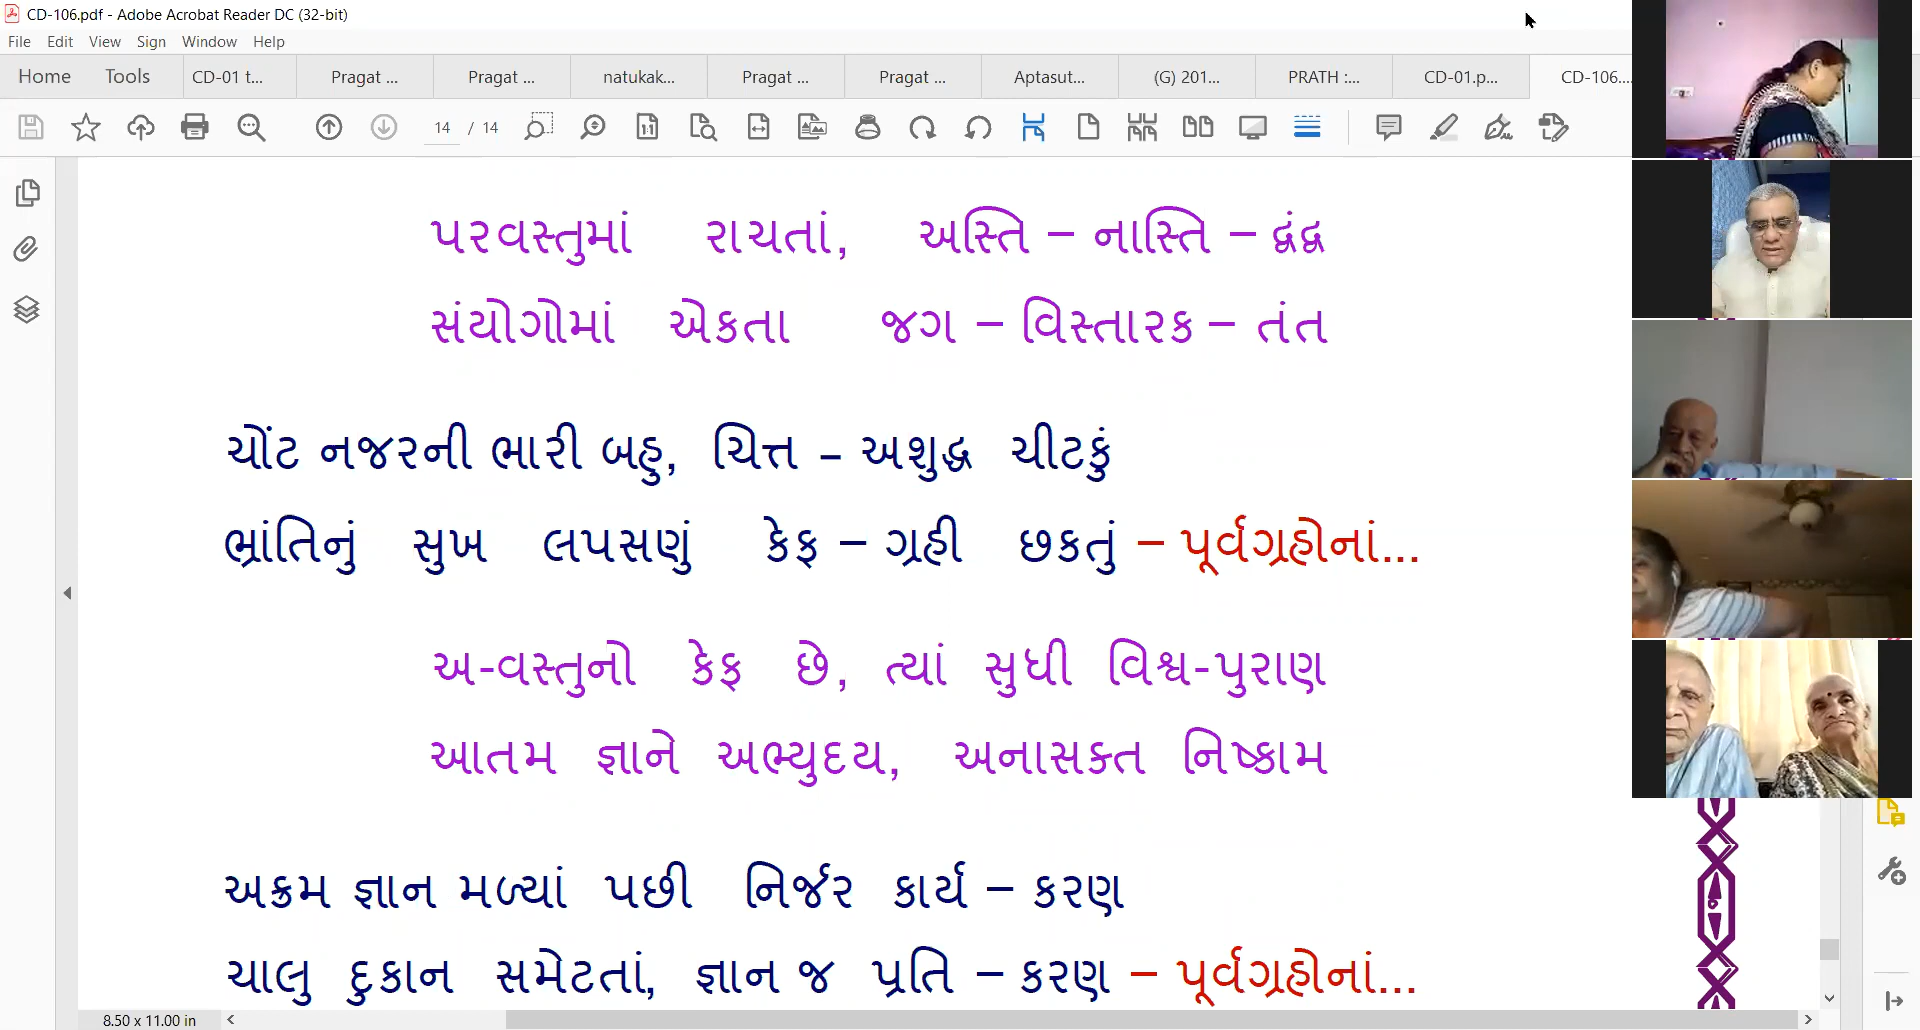 CD-106.pdf - Adobe Acrobat Reader DC (32-bit)
File Edit View Sign Window Help
Home Tools CD-01 t... Pragat ... Pragat ... natukak... Pragat ... Pragat ... Aptasut... (G) 201... PRATH :... CD-01.p... CD-106....
14 / 14
પરવસ્તુમાં રાચતાં, અસ્તિ – નાસ્તિ – દ્વંદ્વ
સંયોગોમાં એકતા જગ – વિસ્તારક – તંત
ચોંટ નજરની ભારી બહુ, ચિત્ત – અશુદ્ધ ચીટકું
ભ્રાંતિનું સુખ લપસણું કેફ – ગ્રહી છકતું – પૂર્વગ્રહોનાં...
અ-વસ્તુનો કેફ છે, ત્યાં સુધી વિશ્વ-પુરાણ
આતમ જ્ઞાને અભ્યુદય, અનાસક્ત નિષ્કામ
અક્રમ જ્ઞાન મળ્યાં પછી નિર્જર કાર્ય – કરણ
ચાલુ દુકાન સમેટતાં, જ્ઞાન જ પ્રતિ – કરણ – પૂર્વગ્રહોનાં...
8.50 x 11.00 in